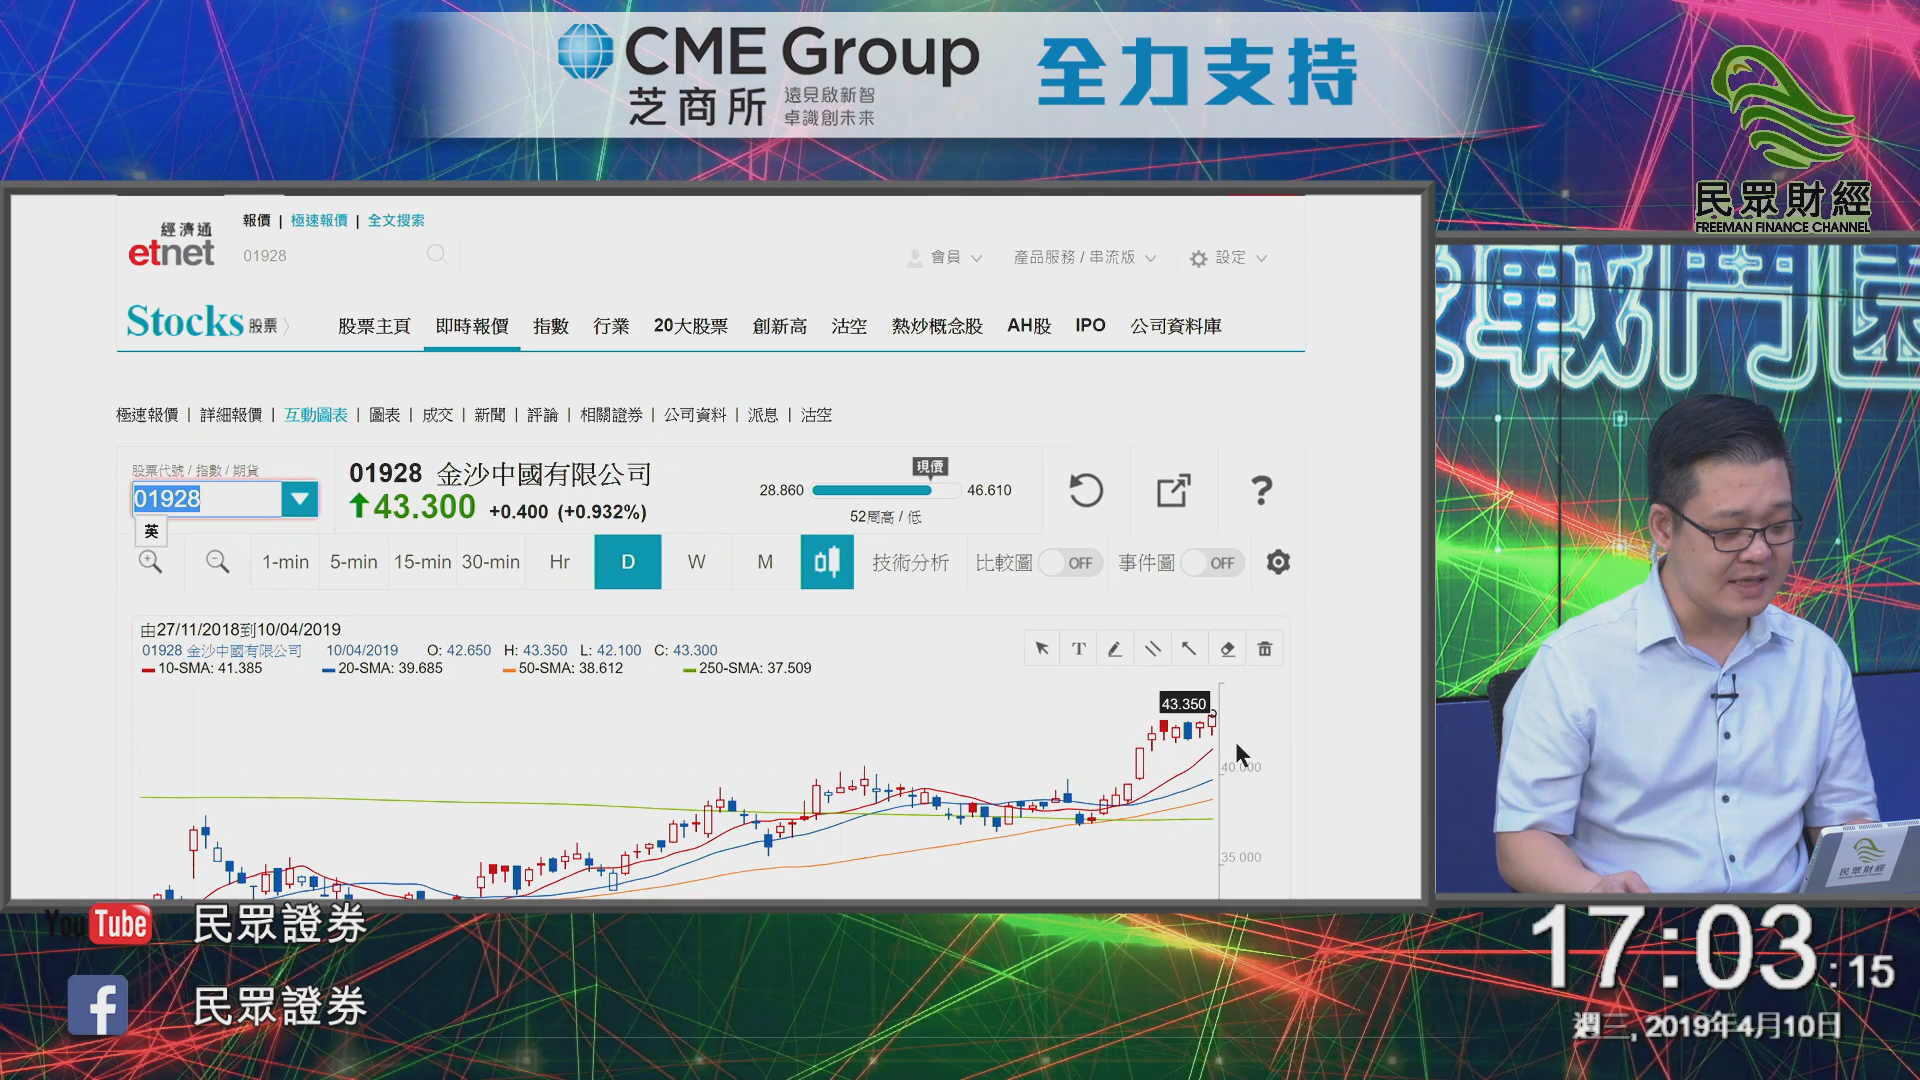 CME Group
芝商所
遠見啟新智
卓識創未來
全力支持
民眾財經
FREEMAN FINANCE CHANNEL
經濟通
etnet
報價 | 極速報價 | 全文搜索
01928
會員
產品服務 / 串流版
設定
Stocks 股票
股票主頁 即時報價 指數 行業 20大股票 創新高 沽空 熱炒概念股 AH股 IPO 公司資料庫
極速報價 | 詳細報價 | 互動圖表 | 圖表 | 成交 | 新聞 | 評論 | 相關證券 | 公司資料 | 派息 | 沽空
股票代號 / 指數 / 期貨
01928
英
01928 金沙中國有限公司
43.300 +0.400 (+0.932%)
現價
28.860 46.610
52周高 / 低
?
1-min 5-min 15-min 30-min Hr D W M 技術分析 比較圖 OFF 事件圖 OFF
由27/11/2018到10/04/2019
01928 金沙中國有限公司 10/04/2019 O: 42.650 H: 43.350 L: 42.100 C: 43.300
10-SMA: 41.385 20-SMA: 39.685 50-SMA: 38.612 250-SMA: 37.509
T
43.350
40.000
35.000
民眾財經
YouTube 民眾證券
f 民眾證券
17:03:15
週三, 2019年4月10日